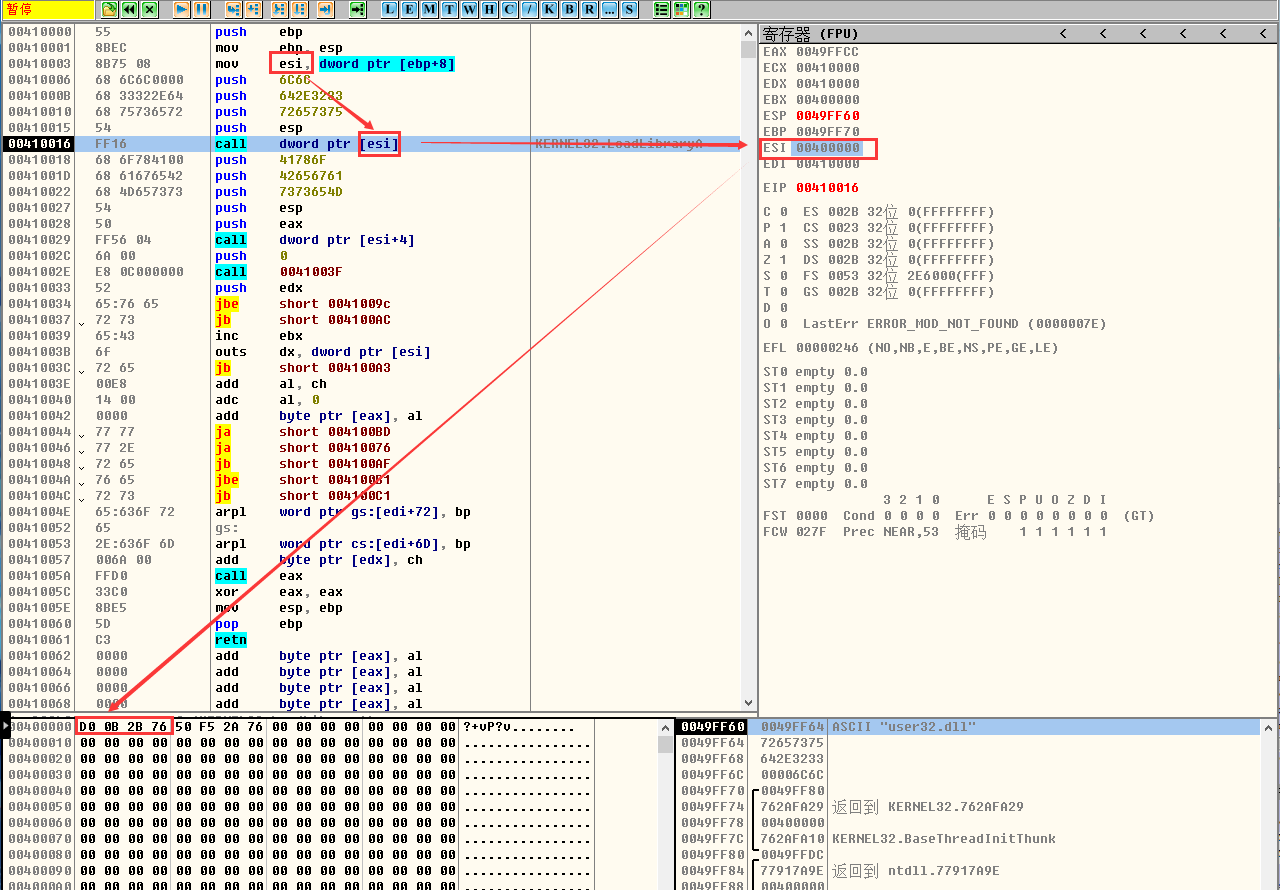 暂停
L E M T W H C / K B R ... S ?
00410000 55 push ebp
00410001 8BEC mov ebp, esp
00410003 8B75 08 mov esi, dword ptr [ebp+8]
00410006 68 6C6C0000 push 6C6C
0041000B 68 33322E64 push 642E3233
00410010 68 75736572 push 72657375
00410015 54 push esp
00410016 FF16 call dword ptr [esi] KERNEL32.LoadLibraryA
00410018 68 6F784100 push 41786F
0041001D 68 61676542 push 42656761
00410022 68 4D657373 push 7373654D
00410027 54 push esp
00410028 50 push eax
00410029 FF56 04 call dword ptr [esi+4]
0041002C 6A 00 push 0
0041002E E8 0C000000 call 0041003F
00410033 52 push edx
00410034 65:76 65 jbe short 0041009c
00410037 72 73 jb short 004100AC
00410039 65:43 inc ebx
0041003B 6f outs dx, dword ptr [esi]
0041003C 72 65 jb short 004100A3
0041003E 00E8 add al, ch
00410040 14 00 adc al, 0
00410042 0000 add byte ptr [eax], al
00410044 77 77 ja short 004100BD
00410046 77 2E ja short 00410076
00410048 72 65 jb short 004100AF
0041004A 76 65 jbe short 004100B1
0041004C 72 73 jb short 004100C1
0041004E 65:636F 72 arpl word ptr gs:[edi+72], bp
00410052 65 gs:
00410053 2E:636F 6D arpl word ptr cs:[edi+6D], bp
00410057 006A 00 add byte ptr [edx], ch
0041005A FFD0 call eax
0041005C 33C0 xor eax, eax
0041005E 8BE5 mov esp, ebp
00410060 5D pop ebp
00410061 C3 retn
00410062 0000 add byte ptr [eax], al
00410064 0000 add byte ptr [eax], al
00410066 0000 add byte ptr [eax], al
00410068 0000 add byte ptr [eax], al
寄存器 (FPU) < < < < < <
EAX 0049FFCC
ECX 00410000
EDX 00410000
EBX 00400000
ESP 0049FF60
EBP 0049FF70
ESI 00400000
EDI 00410000
EIP 00410016
C 0 ES 002B 32位 0(FFFFFFFF)
P 1 CS 0023 32位 0(FFFFFFFF)
A 0 SS 002B 32位 0(FFFFFFFF)
Z 1 DS 002B 32位 0(FFFFFFFF)
S 0 FS 0053 32位 2E6000(FFF)
T 0 GS 002B 32位 0(FFFFFFFF)
D 0
O 0 LastErr ERROR_MOD_NOT_FOUND (0000007E)
EFL 00000246 (NO,NB,E,BE,NS,PE,GE,LE)
ST0 empty 0.0
ST1 empty 0.0
ST2 empty 0.0
ST3 empty 0.0
ST4 empty 0.0
ST5 empty 0.0
ST6 empty 0.0
ST7 empty 0.0
3 2 1 0 E S P U O Z D I
FST 0000 Cond 0 0 0 0 Err 0 0 0 0 0 0 0 0 (GT)
FCW 027F Prec NEAR,53 掩码 1 1 1 1 1 1
00400000 D0 0B 2B 76 50 F5 2A 76 00 00 00 00 00 00 00 00 ?+vP?v........
00400010 00 00 00 00 00 00 00 00 00 00 00 00 00 00 00 00 ................
00400020 00 00 00 00 00 00 00 00 00 00 00 00 00 00 00 00 ................
00400030 00 00 00 00 00 00 00 00 00 00 00 00 00 00 00 00 ................
00400040 00 00 00 00 00 00 00 00 00 00 00 00 00 00 00 00 ................
00400050 00 00 00 00 00 00 00 00 00 00 00 00 00 00 00 00 ................
00400060 00 00 00 00 00 00 00 00 00 00 00 00 00 00 00 00 ................
00400070 00 00 00 00 00 00 00 00 00 00 00 00 00 00 00 00 ................
00400080 00 00 00 00 00 00 00 00 00 00 00 00 00 00 00 00 ................
00400090 00 00 00 00 00 00 00 00 00 00 00 00 00 00 00 00 ................
004000A0 00 00 00 00 00 00 00 00 00 00 00 00 00 00 00 00 ................
0049FF60 0049FF64 ASCII "user32.dll"
0049FF64 72657375
0049FF68 642E3233
0049FF6C 00006C6C
0049FF70 0049FF80
0049FF74 762AFA29 返回到 KERNEL32.762AFA29
0049FF78 00400000
0049FF7C 762AFA10 KERNEL32.BaseThreadInitThunk
0049FF80 0049FFDC
0049FF84 77917A9E 返回到 ntdll.77917A9E
0049FF88 00400000